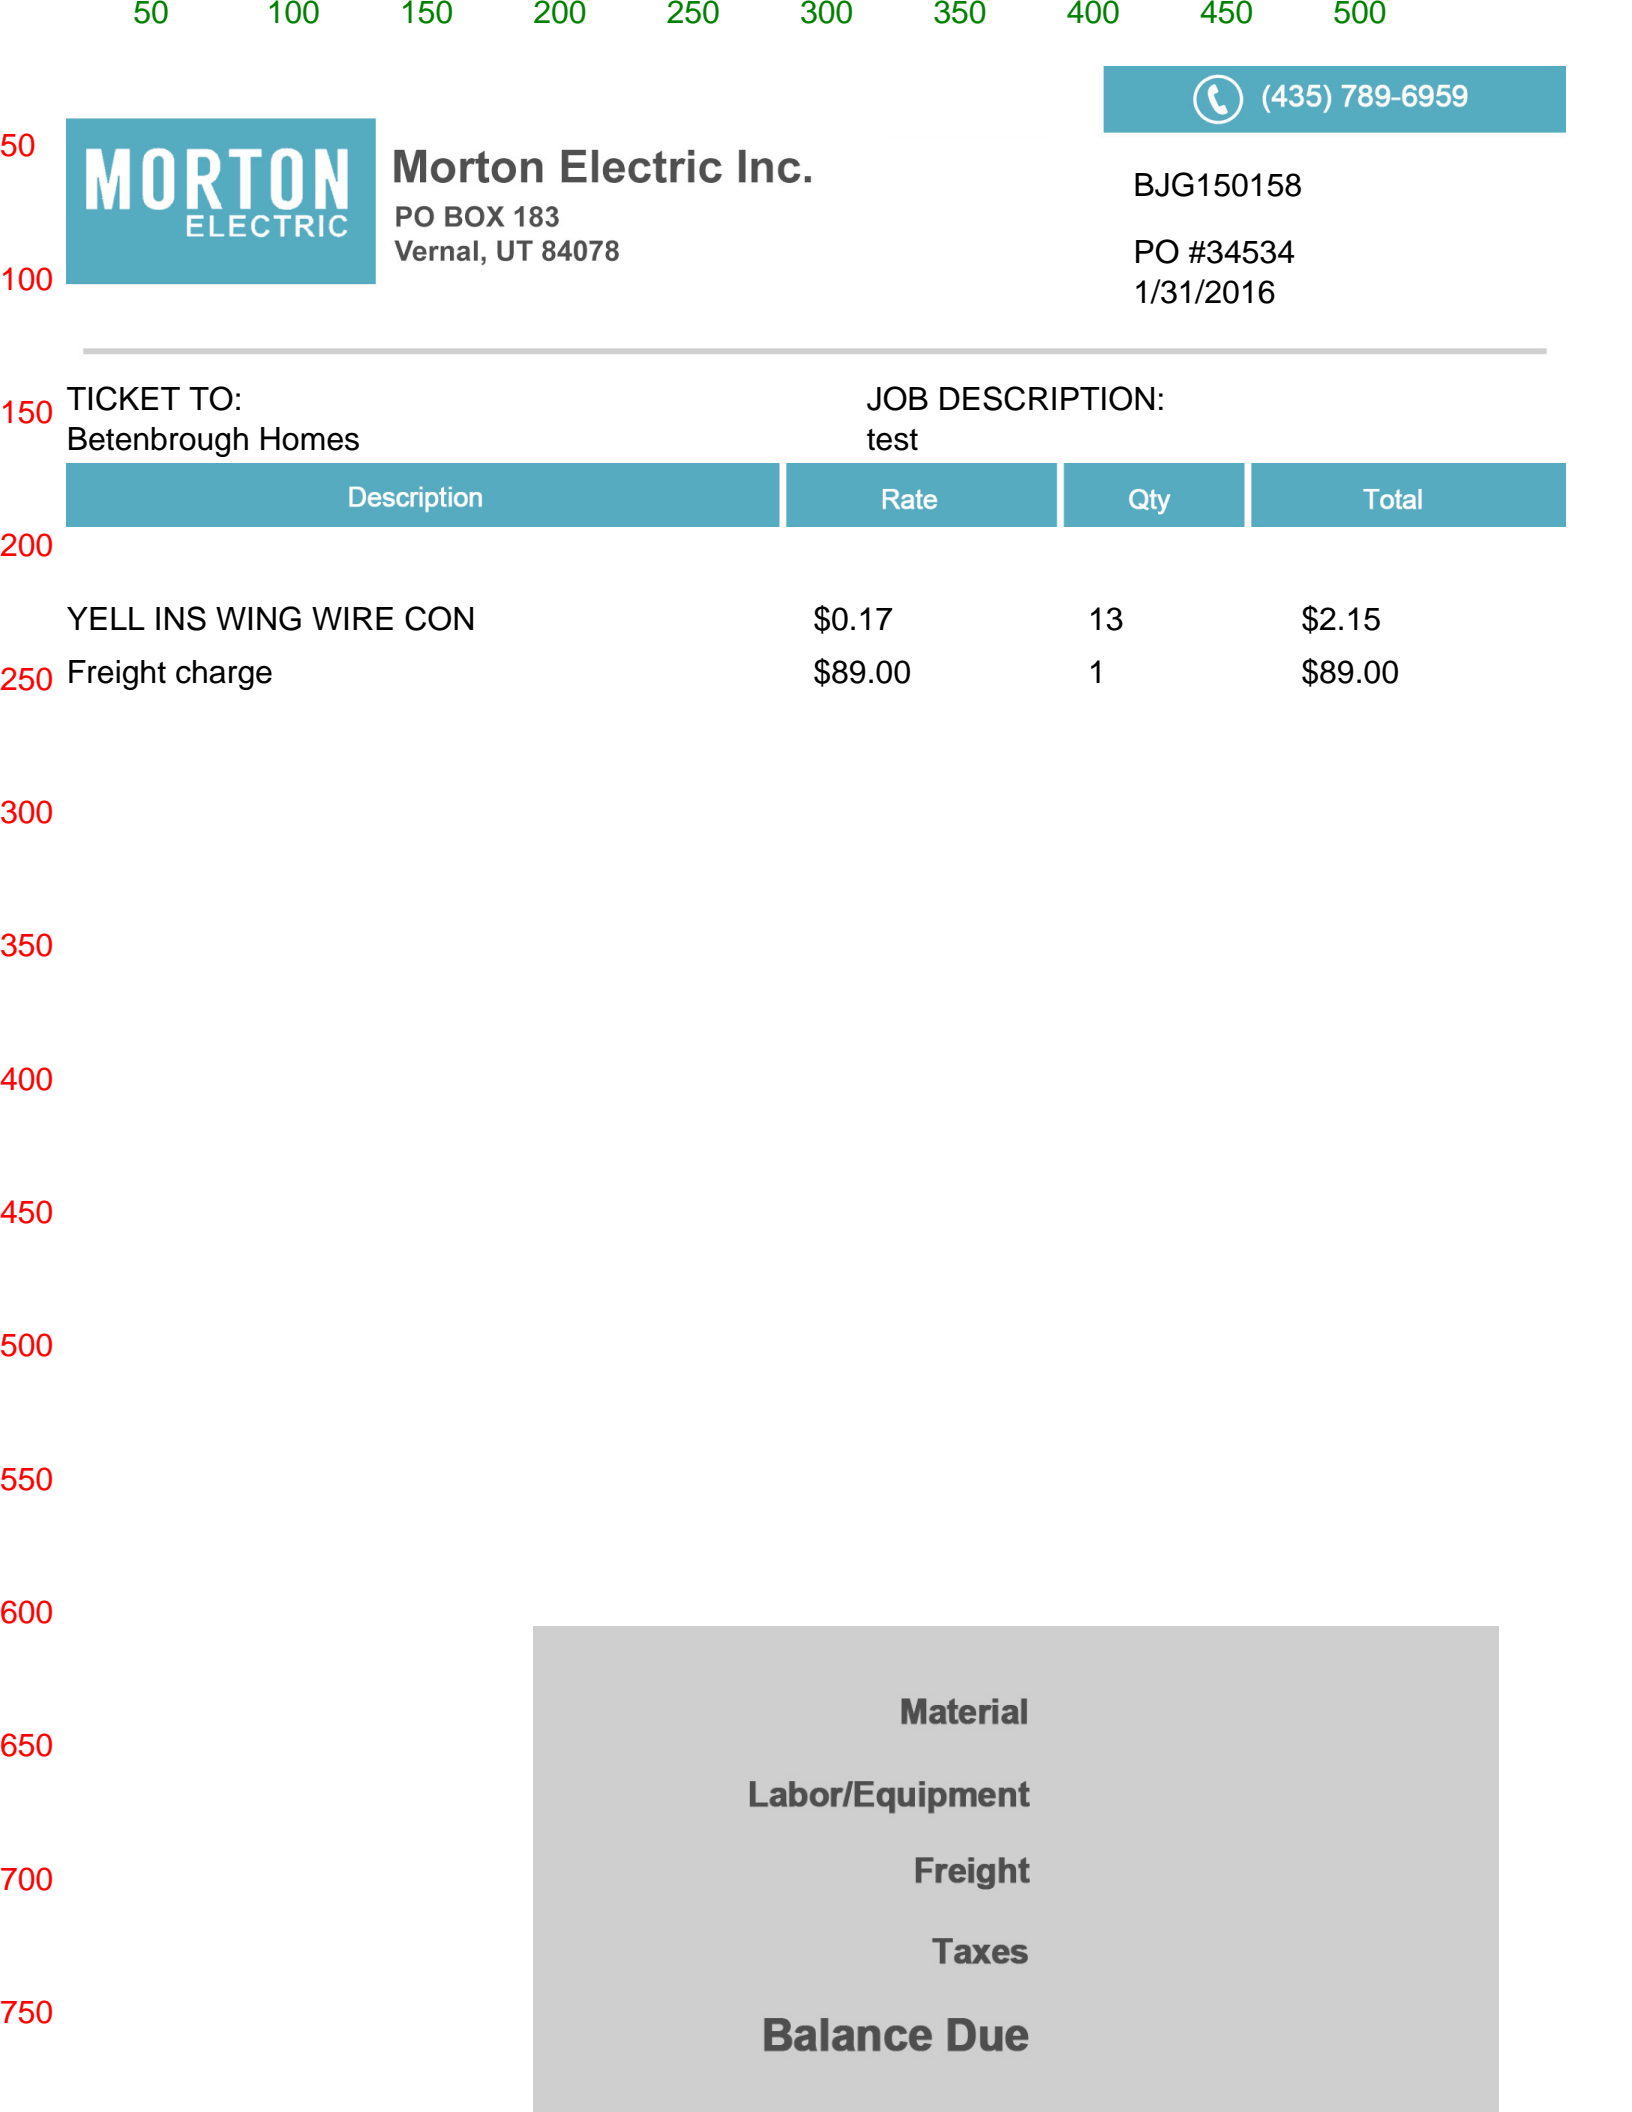 50 100 150 200 250 300 350 400 450 500
(435) 789-6959
50
MORTON
ELECTRIC
Morton Electric Inc.
PO BOX 183
Vernal, UT 84078
BJG150158
PO #34534
1/31/2016
100
150
TICKET TO:
Betenbrough Homes
JOB DESCRIPTION:
test
Description Rate Qty Total
200
YELL INS WING WIRE CON $0.17 13 $2.15
250 Freight charge $89.00 1 $89.00
300
350
400
450
500
550
600
Material
650
Labor/Equipment
Freight
700
Taxes
750
Balance Due